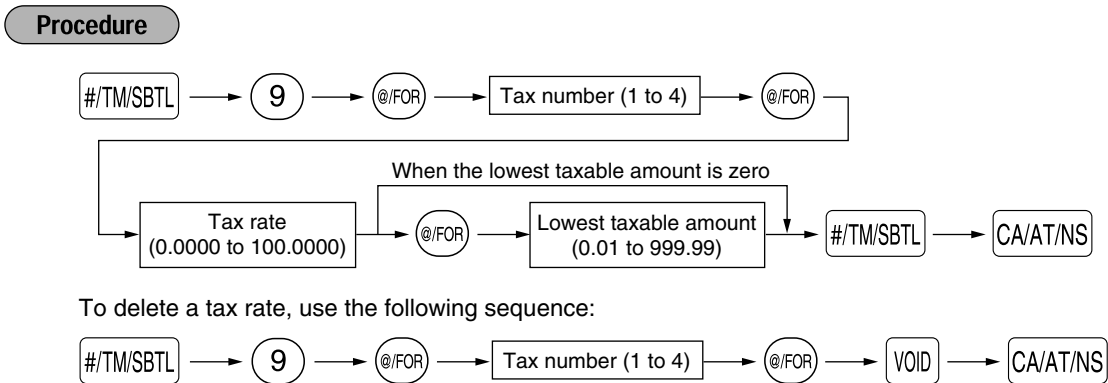 Procedure
#/TM/SBTL 9 @/FOR Tax number (1 to 4) @/FOR
When the lowest taxable amount is zero
Tax rate
(0.0000 to 100.0000)
@/FOR
Lowest taxable amount
(0.01 to 999.99)
#/TM/SBTL CA/AT/NS
To delete a tax rate, use the following sequence:
#/TM/SBTL 9 @/FOR Tax number (1 to 4) @/FOR VOID CA/AT/NS